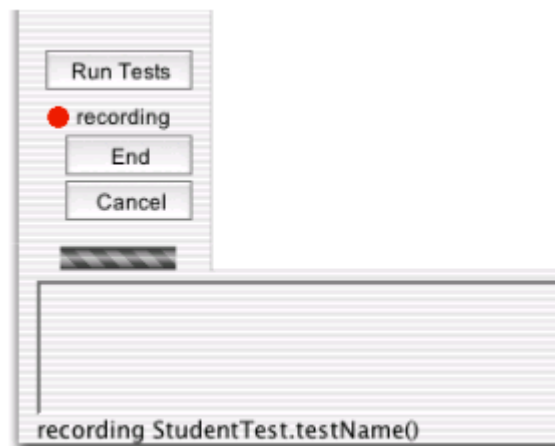 Run Tests
recording
End
Cancel
recording StudentTest.testName()